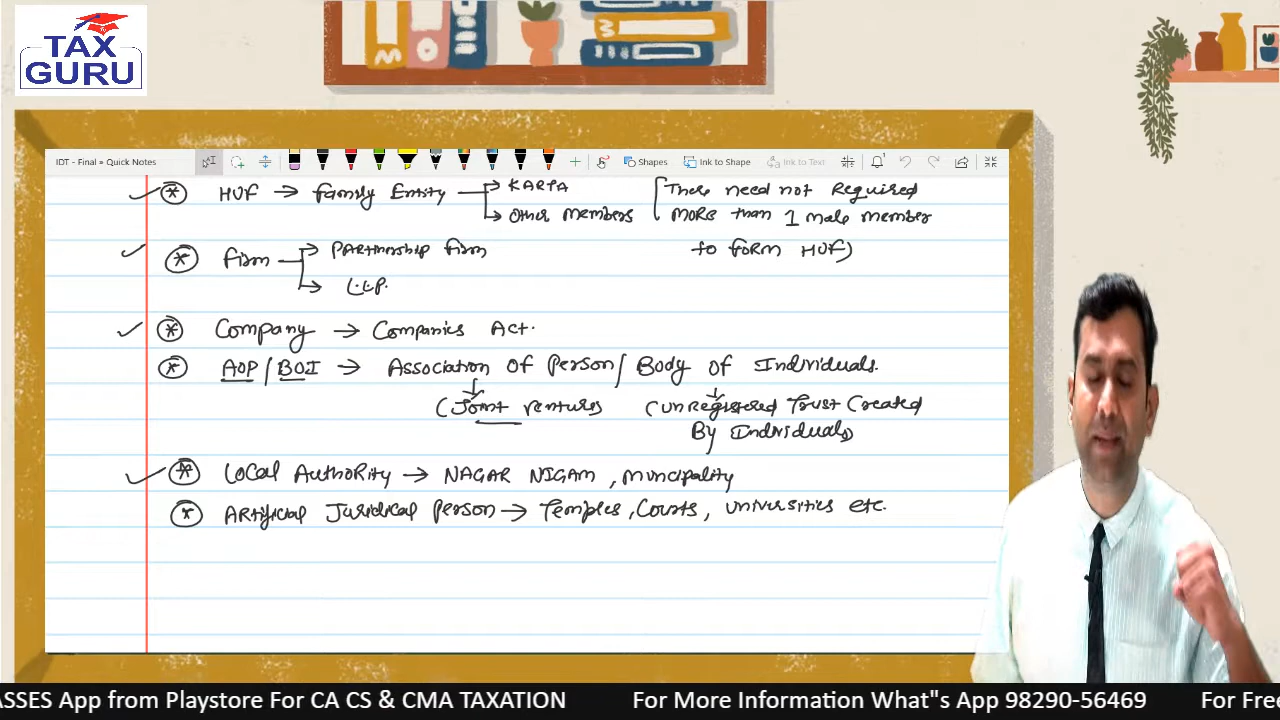 TAX
GURU
IDT - Final » Quick Notes
Shapes
Ink to Shape
Ink to Text
HUF → family Entity → KARTA
→ Other Members
[There need not Required
MORE than 1 male member
to form HUF)
firm → Partnership firm
→ LLP.
Company → Companies Act.
AOP / BOI → Association of Person / Body of Individuals.
(Joint ventures
(unregistered Trust Created
By Individuals)
Local Authority → NAGAR NIGAM, muncipality
Artificial Juridical Person → Temples, Courts, universities etc.
ASSES App from Playstore For CA CS & CMA TAXATION For More Information What"s App 98290-56469 For Free